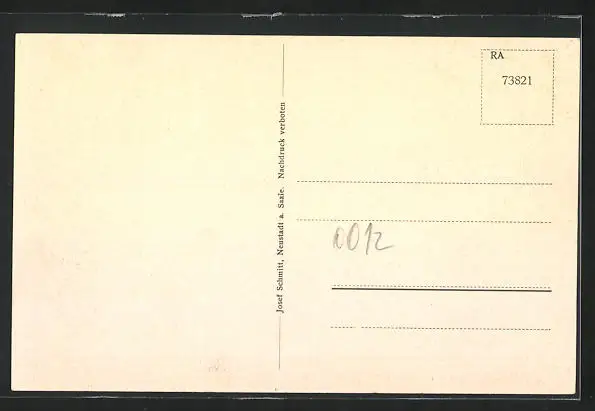 RA
73821
Josef Schmitt, Neustadt a. Saale. Nachdruck verboten